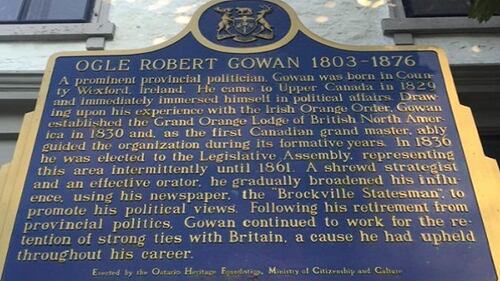 OGLE ROBERT GOWAN 1803-1876
A prominent provincial politician, Gowan was born in Coun-
ty Wexford, Ireland. He came to Upper Canada in 1829
and immediately immersed himself in political affairs. Draw
ing upon his experience with the Irish Orange Order, Gowan
established the Grand Orange Lodge of British North Ame-
rica in 1830 and, as the first Canadian grand master, ably
guided the organization during its formative years. In 1836
he was elected to the Legislative Assembly, representing
this area intermittently until 1861. A shrewd strategist
and an effective orator, he gradually broadened his influ-
ence, using his newspaper, the "Brockville Statesman", to
promote his political views. Following his retirement from
provincial politics, Gowan continued to work for the re-
tention of strong ties with Britain, a cause he had upheld
throughout his career.
Erected by the Ontario Heritage Foundation, Ministry of Citizenship and Culture